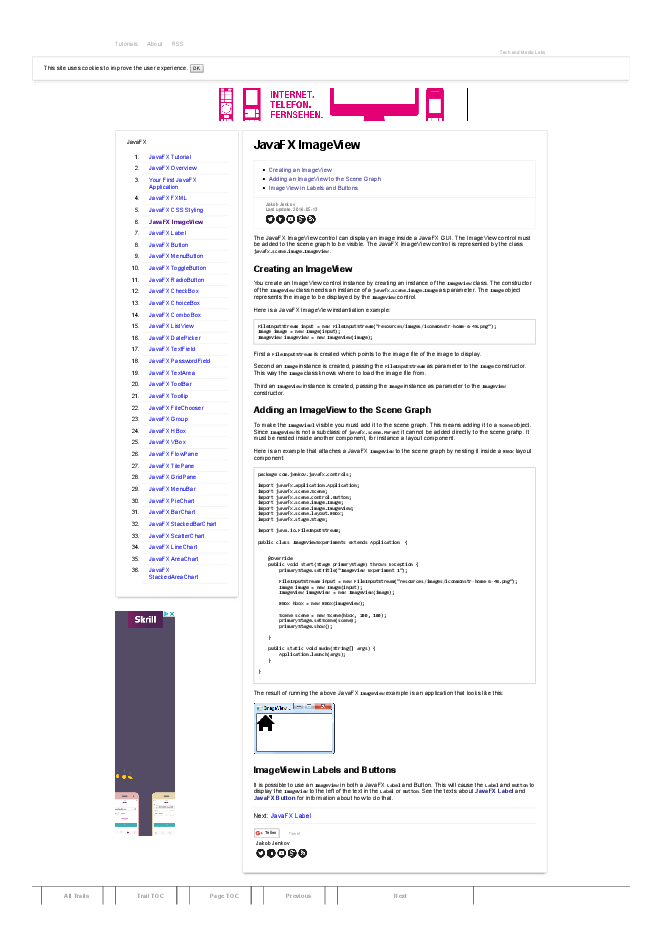 Tutorials About RSS
Tech and Media Labs
This site uses cookies to improve the user experience. OK
INTERNET.
TELEFON.
FERNSEHEN.
JavaFX
1. JavaFX Tutorial
2. JavaFX Overview
3. Your First JavaFX
Application
4. JavaFX FXML
5. JavaFX CSS Styling
6. JavaFX ImageView
7. JavaFX Label
8. JavaFX Button
9. JavaFX MenuButton
10. JavaFX ToggleButton
11. JavaFX RadioButton
12. JavaFX CheckBox
13. JavaFX ChoiceBox
14. JavaFX ComboBox
15. JavaFX ListView
16. JavaFX DatePicker
17. JavaFX TextField
18. JavaFX PasswordField
19. JavaFX TextArea
20. JavaFX ToolBar
21. JavaFX Tooltip
22. JavaFX FileChooser
23. JavaFX Group
24. JavaFX HBox
25. JavaFX VBox
26. JavaFX FlowPane
27. JavaFX TilePane
28. JavaFX GridPane
29. JavaFX MenuBar
30. JavaFX PieChart
31. JavaFX BarChart
32. JavaFX StackedBarChart
33. JavaFX ScatterChart
34. JavaFX LineChart
35. JavaFX AreaChart
36. JavaFX
StackedAreaChart
Skrill
JavaFX ImageView
Creating an ImageView
Adding an ImageView to the Scene Graph
ImageView in Labels and Buttons
Jakob Jenkov
Last update: 2016-05-17
The JavaFX ImageView control can display an image inside a JavaFX GUI. The ImageView control must
be added to the scene graph to be visible. The JavaFX ImageView control is represented by the class
javafx.scene.image.ImageView.
Creating an ImageView
You create an ImageView control instance by creating an instance of the ImageView class. The constructor
of the ImageView class needs an instance of a javafx.scene.image.Image as parameter. The Image object
represents the image to be displayed by the ImageView control.
Here is a JavaFX ImageView instantiation example:
FileInputStream input = new FileInputStream("resources/images/iconmonstr-home-6-48.png");
Image image = new Image(input);
ImageView imageView = new ImageView(image);
First a FileInputStream is created which points to the image file of the image to display.
Second an Image instance is created, passing the FileInputStream as parameter to the Image constructor.
This way the Image class knows where to load the image file from.
Third an ImageView instance is created, passing the Image instance as parameter to the ImageView
constructor.
Adding an ImageView to the Scene Graph
To make the ImageView visible you must add it to the scene graph. This means adding it to a Scene object.
Since ImageView is not a subclass of javafx.scene.Parent it cannot be added directly to the scene grahp. It
must be nested inside another component, for instance a layout component.
Here is an example that attaches a JavaFX ImageView to the scene graph by nesting it inside a HBox layout
component:
package com.jenkov.javafx.controls;
import javafx.application.Application;
import javafx.scene.Scene;
import javafx.scene.control.Button;
import javafx.scene.image.Image;
import javafx.scene.image.ImageView;
import javafx.scene.layout.HBox;
import javafx.stage.Stage;
import java.io.FileInputStream;
public class ImageViewExperiments extends Application {
@Override
public void start(Stage primaryStage) throws Exception {
primaryStage.setTitle("ImageView Experiment 1");
FileInputStream input = new FileInputStream("resources/images/iconmonstr-home-6-48.png");
Image image = new Image(input);
ImageView imageView = new ImageView(image);
HBox hbox = new HBox(imageView);
Scene scene = new Scene(hbox, 200, 100);
primaryStage.setScene(scene);
primaryStage.show();
}
public static void main(String[] args) {
Application.launch(args);
}
}
The result of running the above JavaFX ImageView example is an application that looks like this:
ImageView ...
ImageView in Labels and Buttons
It is possible to use an ImageView in both a JavaFX Label and Button. This will cause the Label and Button to
display the ImageView to the left of the text in the Label or Button. See the texts about JavaFX Label and
JavaFX Button for information about how to do that.
Next: JavaFX Label
Teilen Tweet
Jakob Jenkov
All Trails Trail TOC Page TOC Previous Next